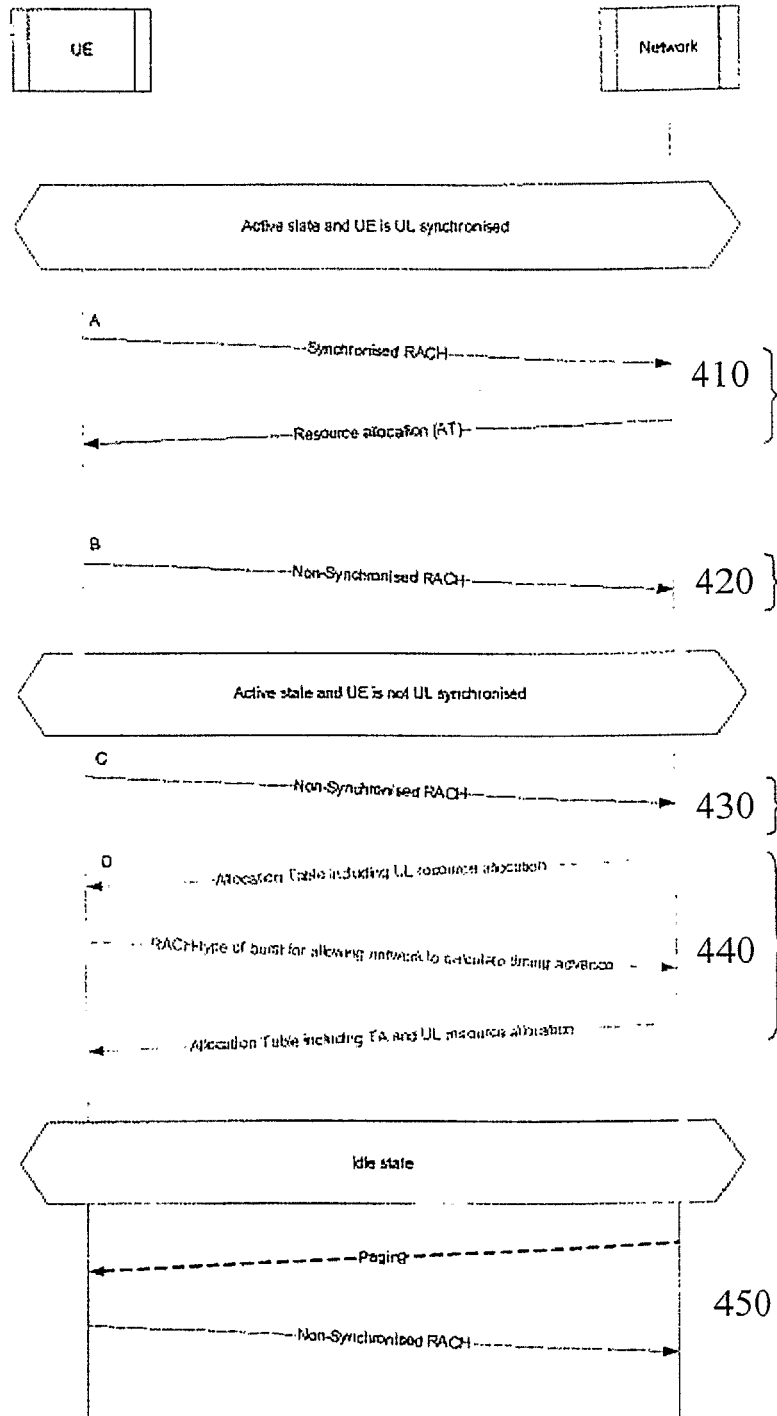 UE
Network
Active state and UE is UL synchronised
A
Synchronised RACH
410
Resource allocation (AT)
B
Non-Synchronised RACH
420
Active state and UE is not UL synchronised
C
Non-Synchronised RACH
430
D
Allocation Table including UL resource allocation
RACH type of burst for allowing network to calculate timing advance
440
Allocation Table including TA and UL resource allocation
Idle state
Paging
450
Non-Synchronised RACH